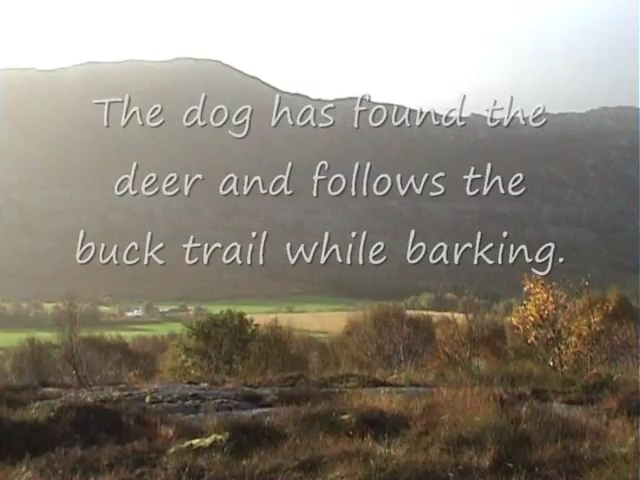 The dog has found the
deer and follows the
buck trail while barking.